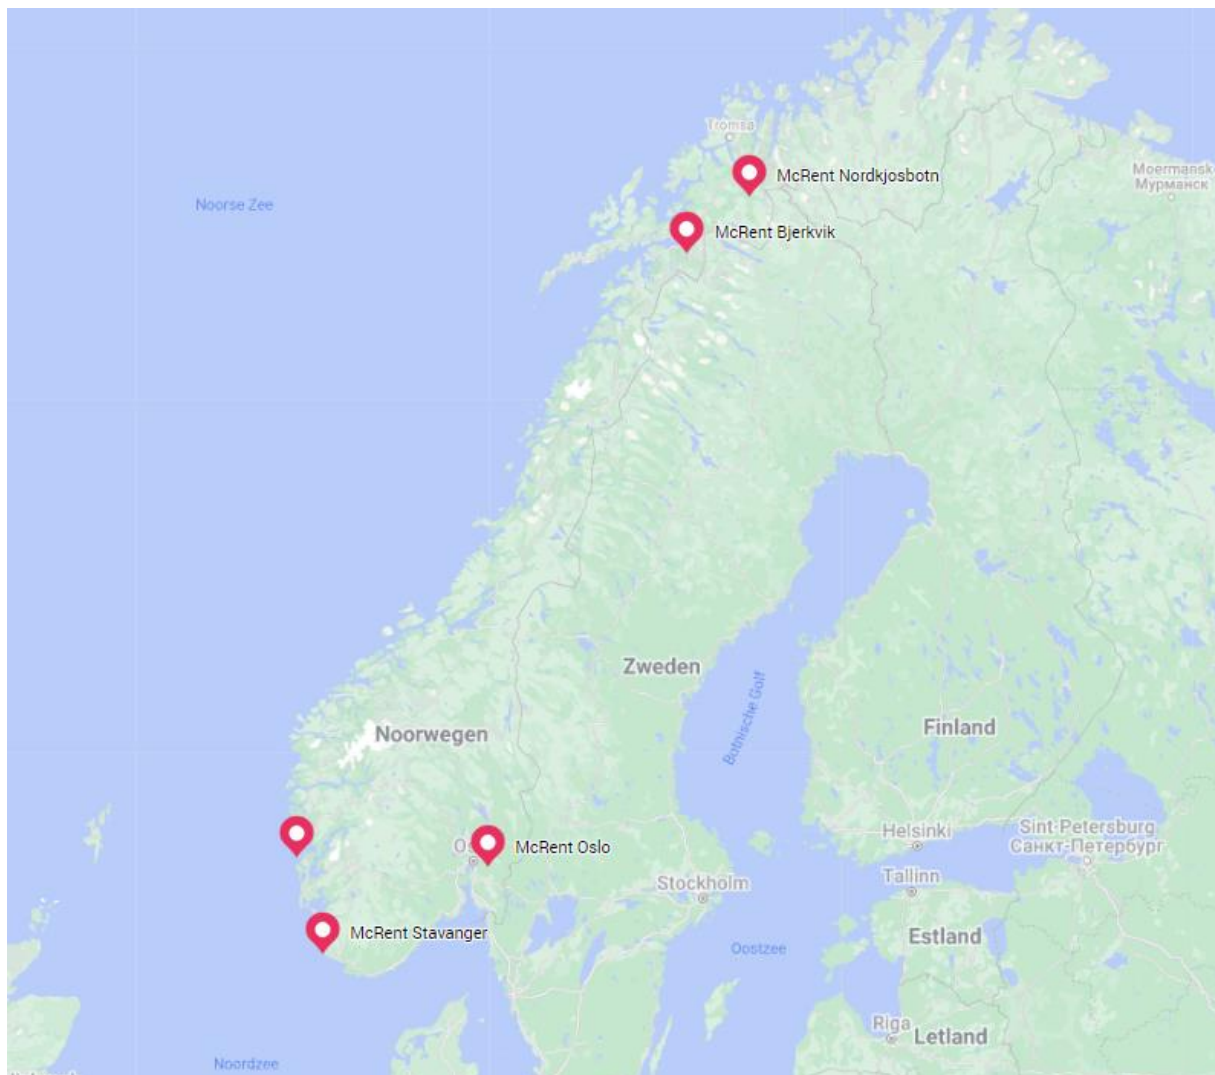 Tromsø
McRent Nordkjosbotn
Moermansk
Мурманск
Noorse Zee
McRent Bjerkvik
Zweden
Botnische Golf
Finland
Noorwegen
Helsinki
Sint-Petersburg
Санкт-Петербург
McRent Oslo
Tallinn
Stockholm
McRent Stavanger
Estland
Oostzee
Riga
Letland
Noordzee